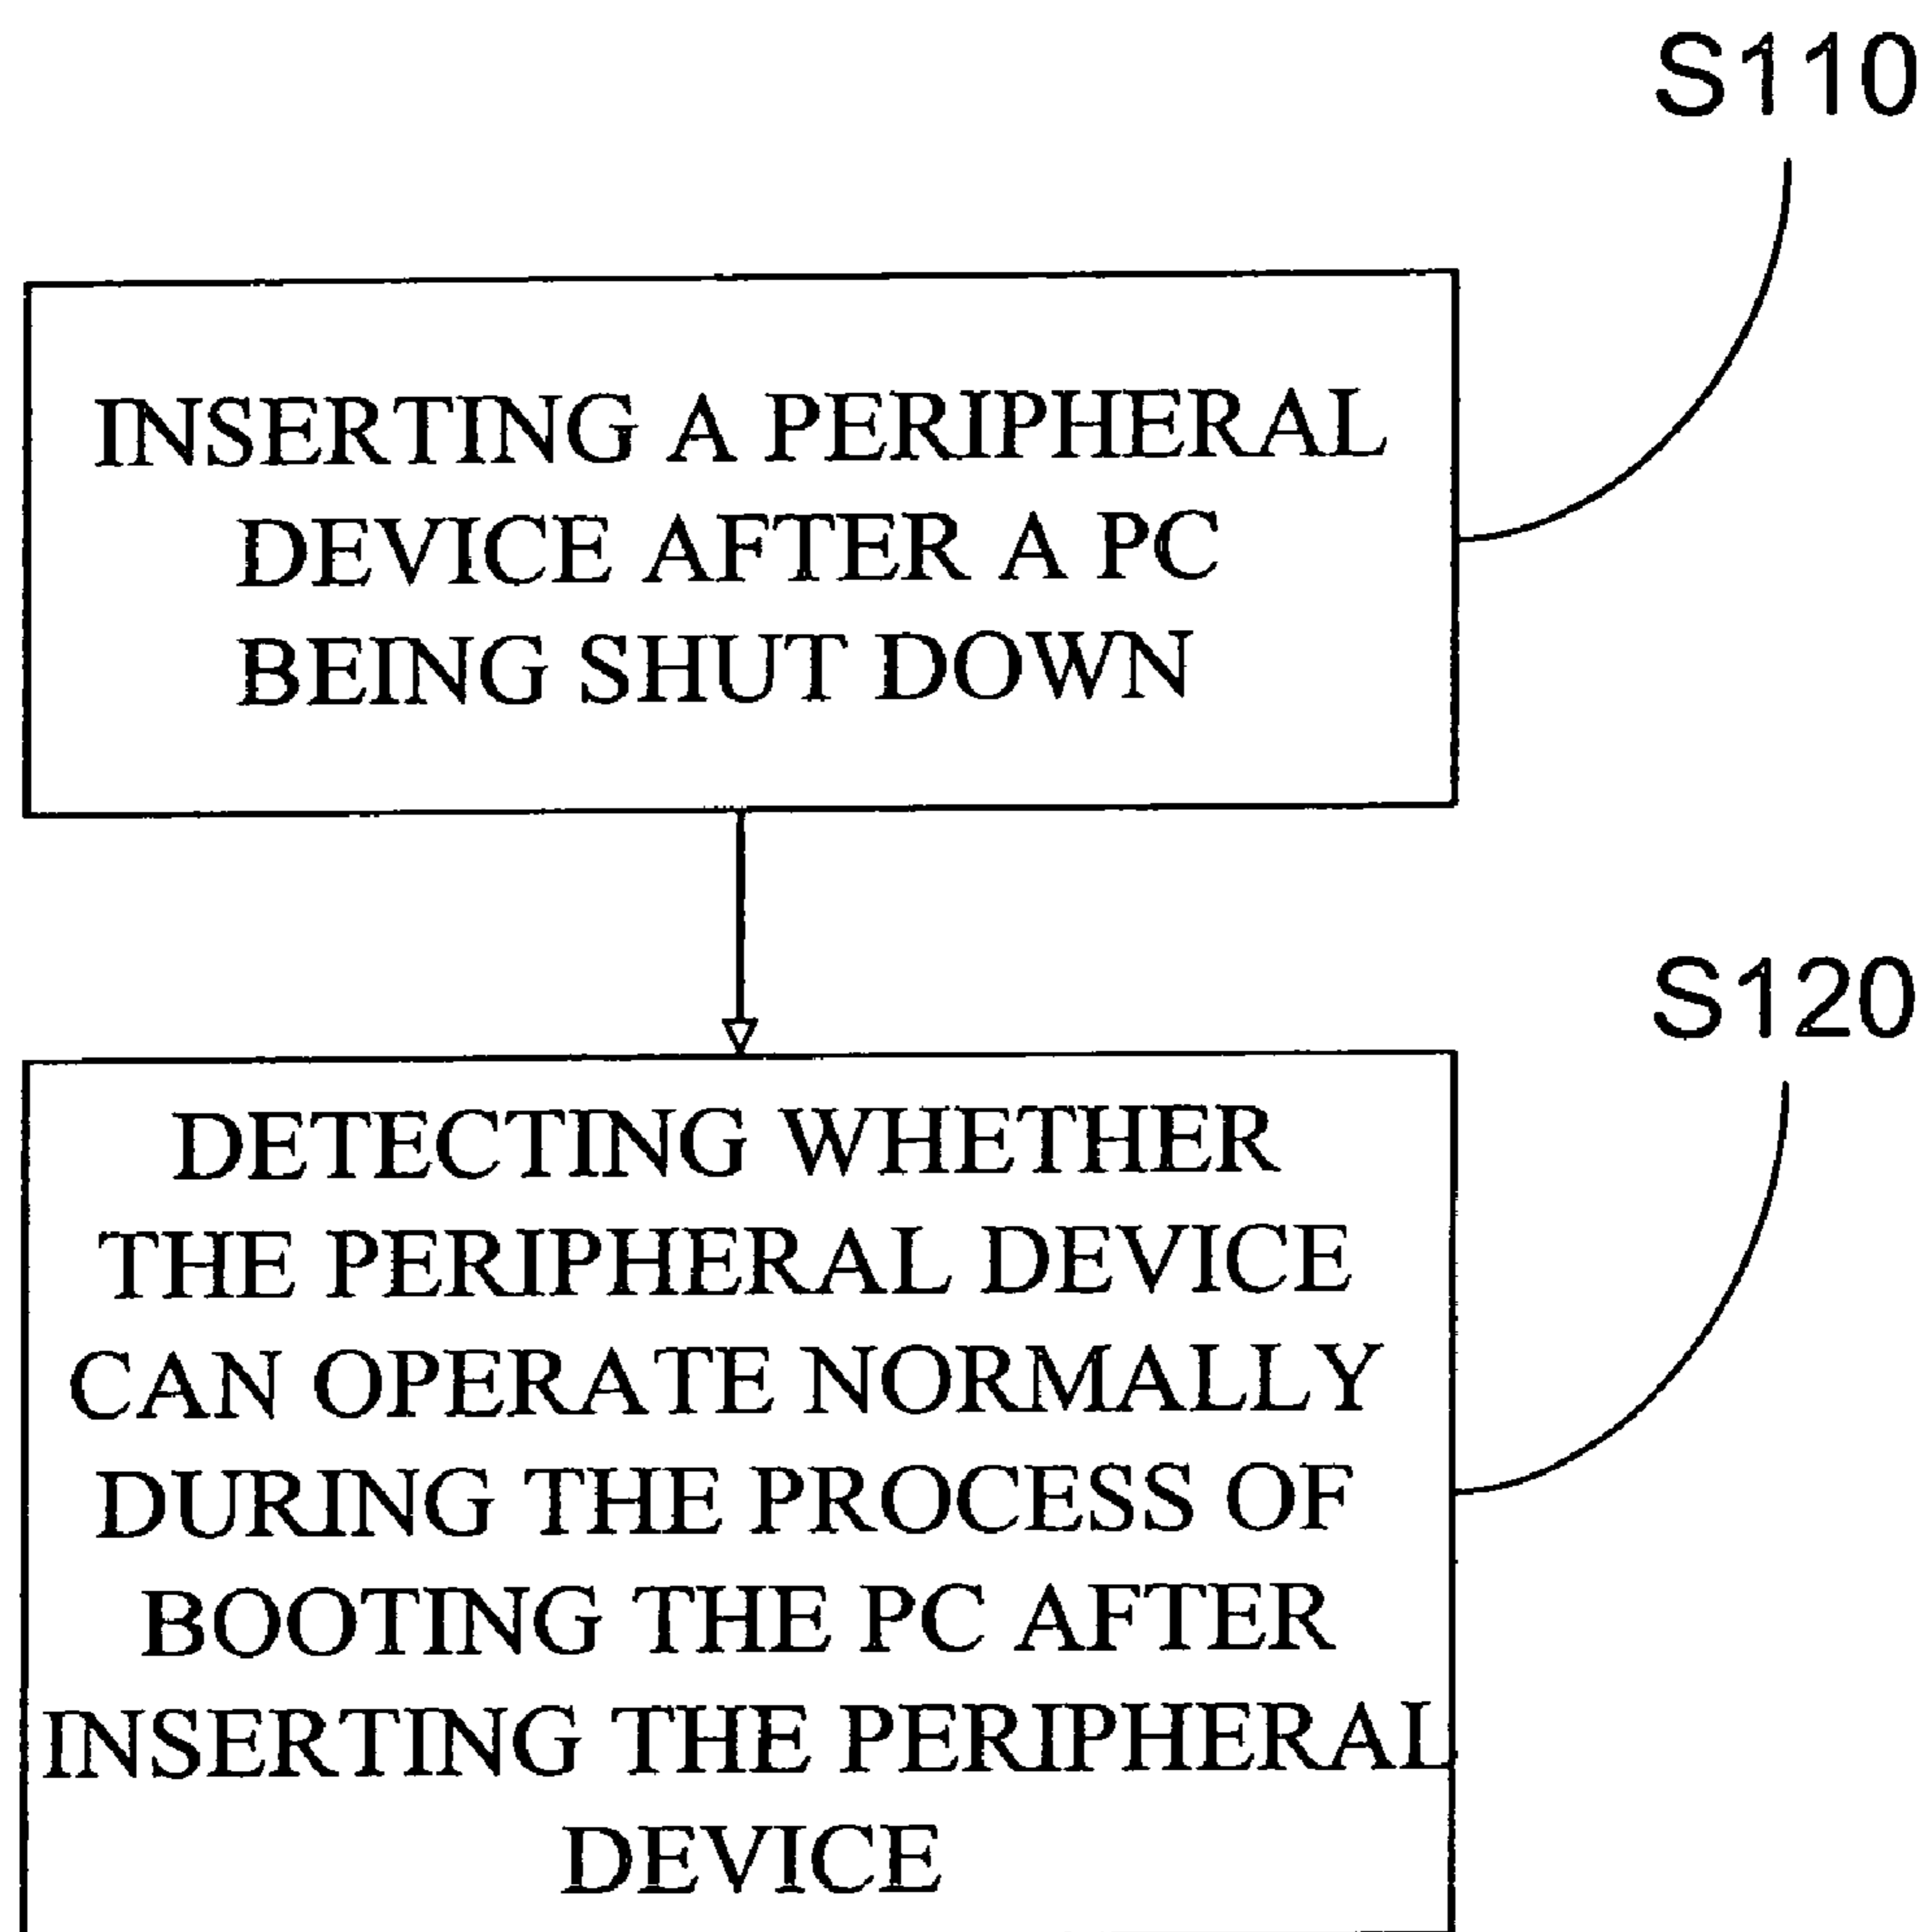 S110
INSERTING A PERIPHERAL
DEVICE AFTER A PC
BEING SHUT DOWN
S120
DETECTING WHETHER
THE PERIPHERAL DEVICE
CAN OPERATE NORMALLY
DURING THE PROCESS OF
BOOTING THE PC AFTER
INSERTING THE PERIPHERAL
DEVICE